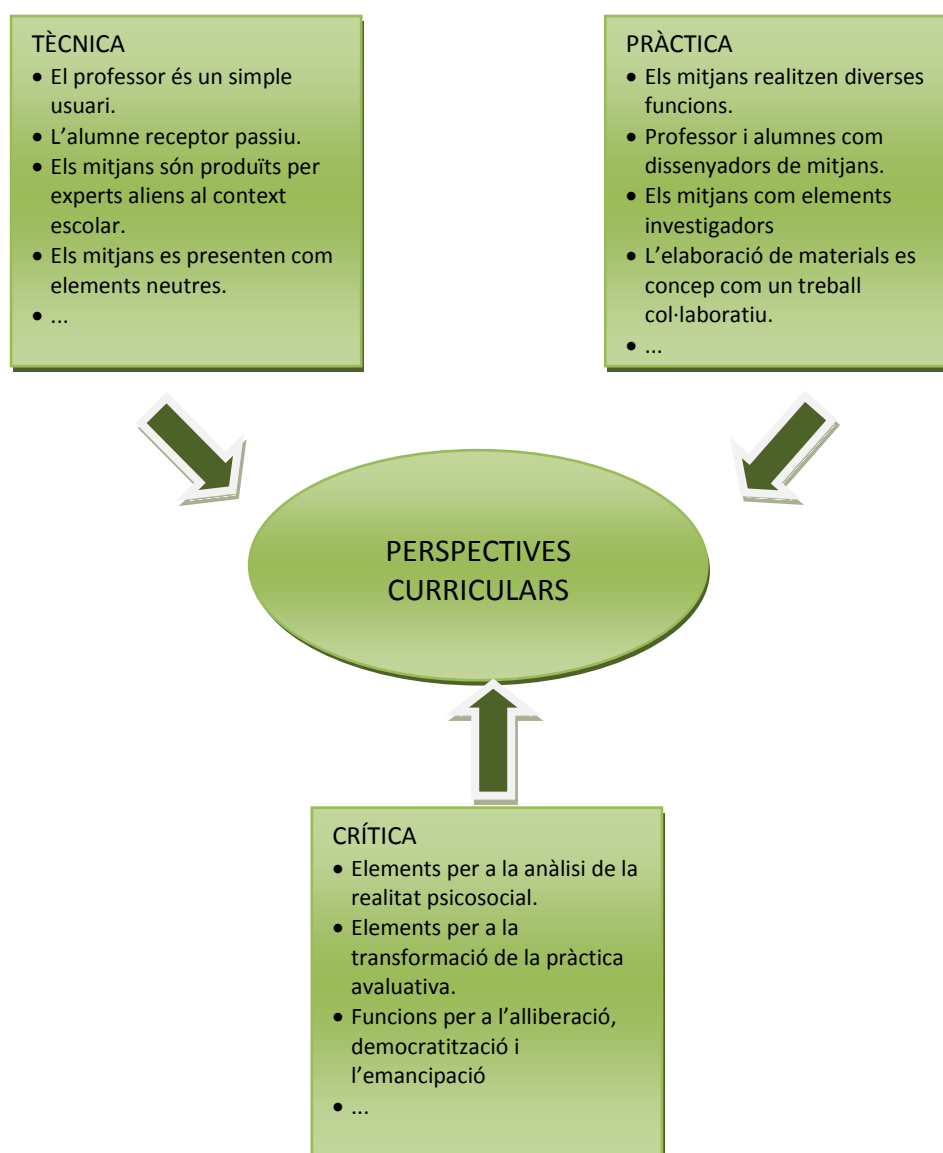 TÈCNICA
• El professor és un simple
usuari.
• L’alumne receptor passiu.
• Els mitjans són produïts per
experts aliens al context
escolar.
• Els mitjans es presenten com
elements neutres.
• ...
PRÀCTICA
• Els mitjans realitzen diverses
funcions.
• Professor i alumnes com
dissenyadors de mitjans.
• Els mitjans com elements
investigadors
• L’elaboració de materials es
concep com un treball
col·laboratiu.
• ...
PERSPECTIVES
CURRICULARS
CRÍTICA
• Elements per a la anàlisi de la
realitat psicosocial.
• Elements per a la
transformació de la pràctica
avaluativa.
• Funcions per a l’alliberació,
democratització i
l’emancipació
• ...